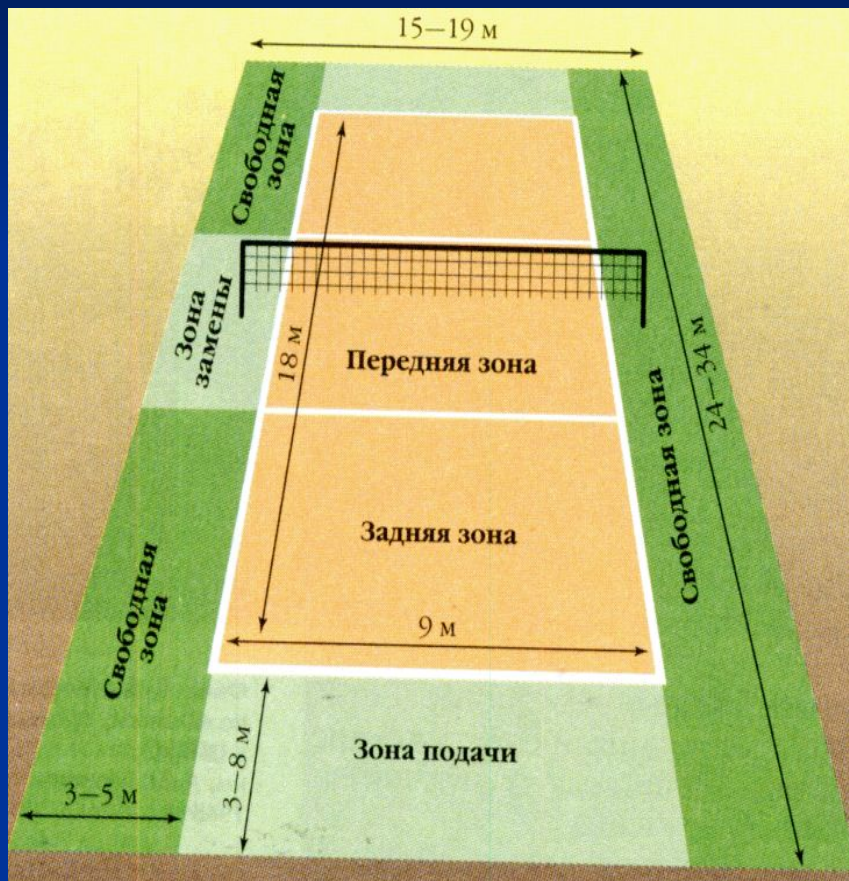 15–19 м
Свободная
зона
Зона
замены
18 м
Передняя зона
24–34 м
Свободная зона
Задняя зона
Свободная
зона
9 м
3–8 м
Зона подачи
3–5 м